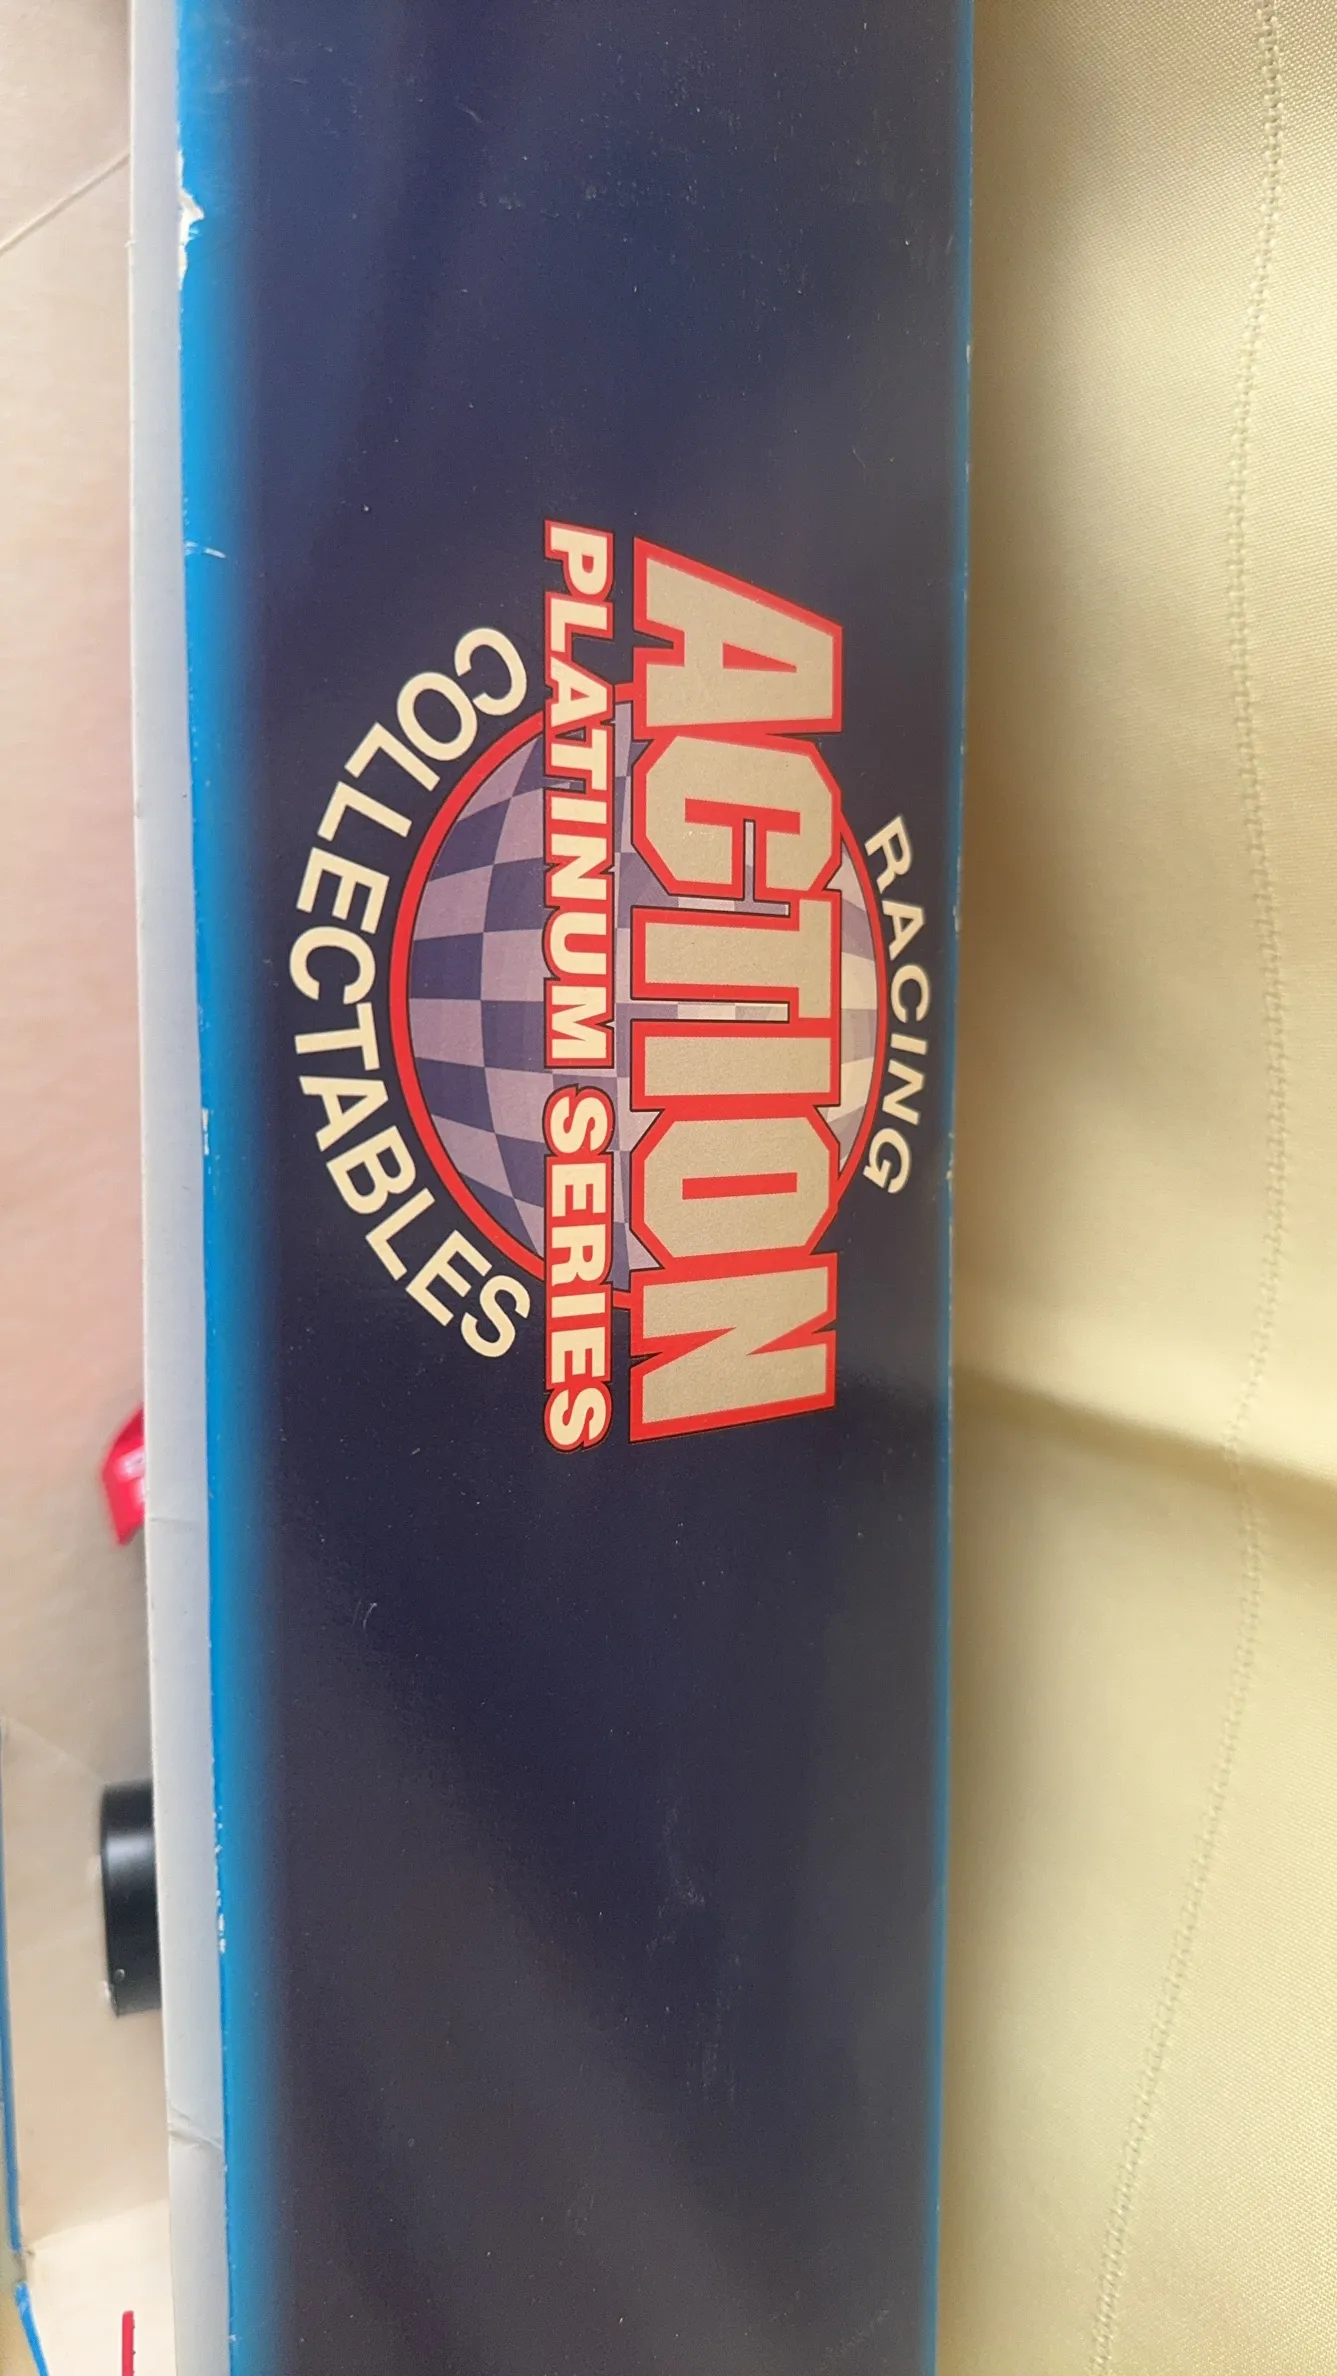 RACING
ACTION
PLATINUM SERIES
COLLECTABLES